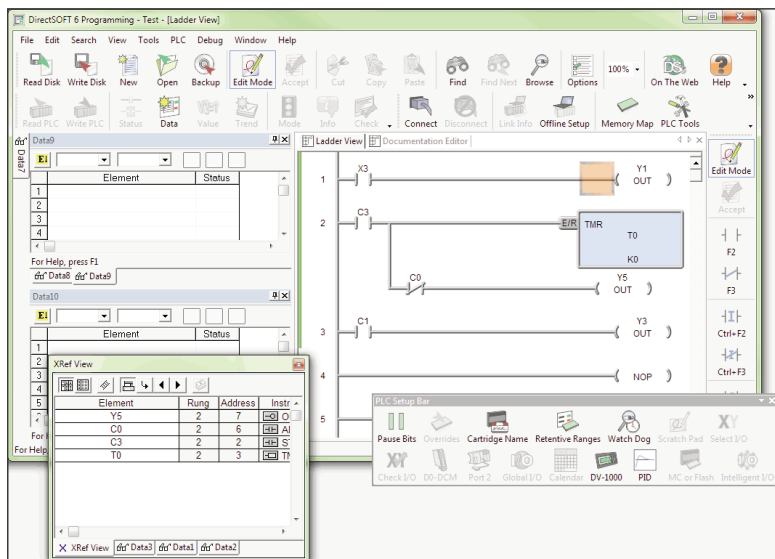 DirectSOFT 6 Programming - Test - [Ladder View]
File Edit Search View Tools PLC Debug Window Help
Read Disk Write Disk New Open Backup Edit Mode Accept Cut Copy Paste Find Find Next Browse Options 100% On The Web Help
Read PLC Write PLC Status Data Value Trend Mode Info Check Connect Disconnect Link Info Offline Setup Memory Map PLC Tools
Data7
Data9
Element Status
1
2
3
4
For Help, press F1
Data8 Data9
Data10
Element Status
1
2
3
4
5
For Help
Ladder View Documentation Editor
1 X3 Y1 OUT
2 C3 E/R TMR
T0
K0
C0 Y5 OUT
3 C1 Y3 OUT
4 NOP
5
Edit Mode
Accept
F2
F3
Ctrl+F2
Ctrl+F3
XRef View
Element Rung Address Instr
Y5 2 7
C0 2 6
C3 2 2
T0 2 3
XRef View Data3 Data1 Data2
PLC Setup Bar
Pause Bits Overrides Cartridge Name Retentive Ranges Watch Dog Scratch Pad Select I/O
Check I/O D0-DCM Port 2 Global I/O Calendar DV-1000 PID MC or Flash Intelligent I/O